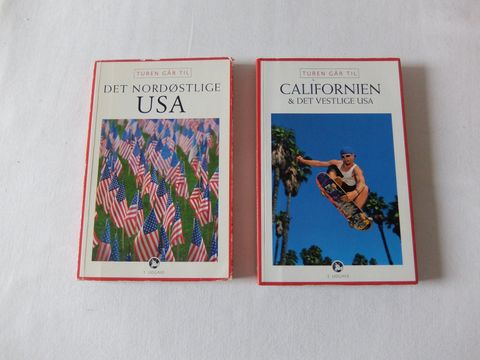 TUREN GÅR TIL
DET NORDØSTLIGE
USA
TUREN GÅR TIL
CALIFORNIEN
& DET VESTLIGE USA